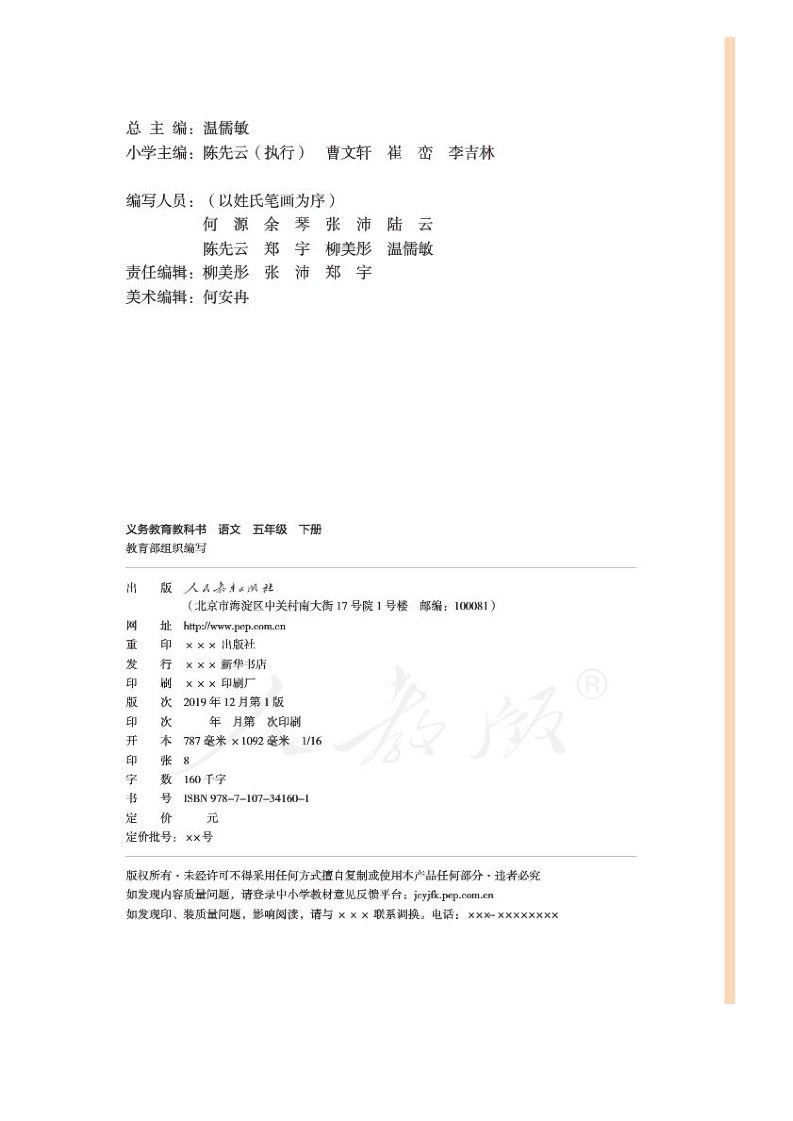 总 主 编：温儒敏
小学主编：陈先云（执行） 曹文轩 崔 峦 李吉林
编写人员：（以姓氏笔画为序）
何 源 余 琴 张 沛 陆 云
陈先云 郑 宇 柳美彤 温儒敏
责任编辑：柳美彤 张 沛 郑 宇
美术编辑：何安冉
义务教育教科书 语文 五年级 下册
教育部组织编写
出 版 人民教育出版社
（北京市海淀区中关村南大街 17 号院 1 号楼 邮编：100081）
网 址 http://www.pep.com.cn
重 印 ××× 出版社
发 行 ××× 新华书店
印 刷 ××× 印刷厂
版 次 2019 年 12 月第 1 版
印 次 年 月第 次印刷
开 本 787 毫米 ×1092 毫米 1/16
印 张 8
字 数 160 千字
书 号 ISBN 978-7-107-34160-1
定 价 元
定价批号： ××号
人教版®
版权所有·未经许可不得采用任何方式擅自复制或使用本产品任何部分·违者必究
如发现内容质量问题，请登录中小学教材意见反馈平台：jcyjfk.pep.com.cn
如发现印、装质量问题，影响阅读，请与 ××× 联系调换。电话： ×××-××××××××